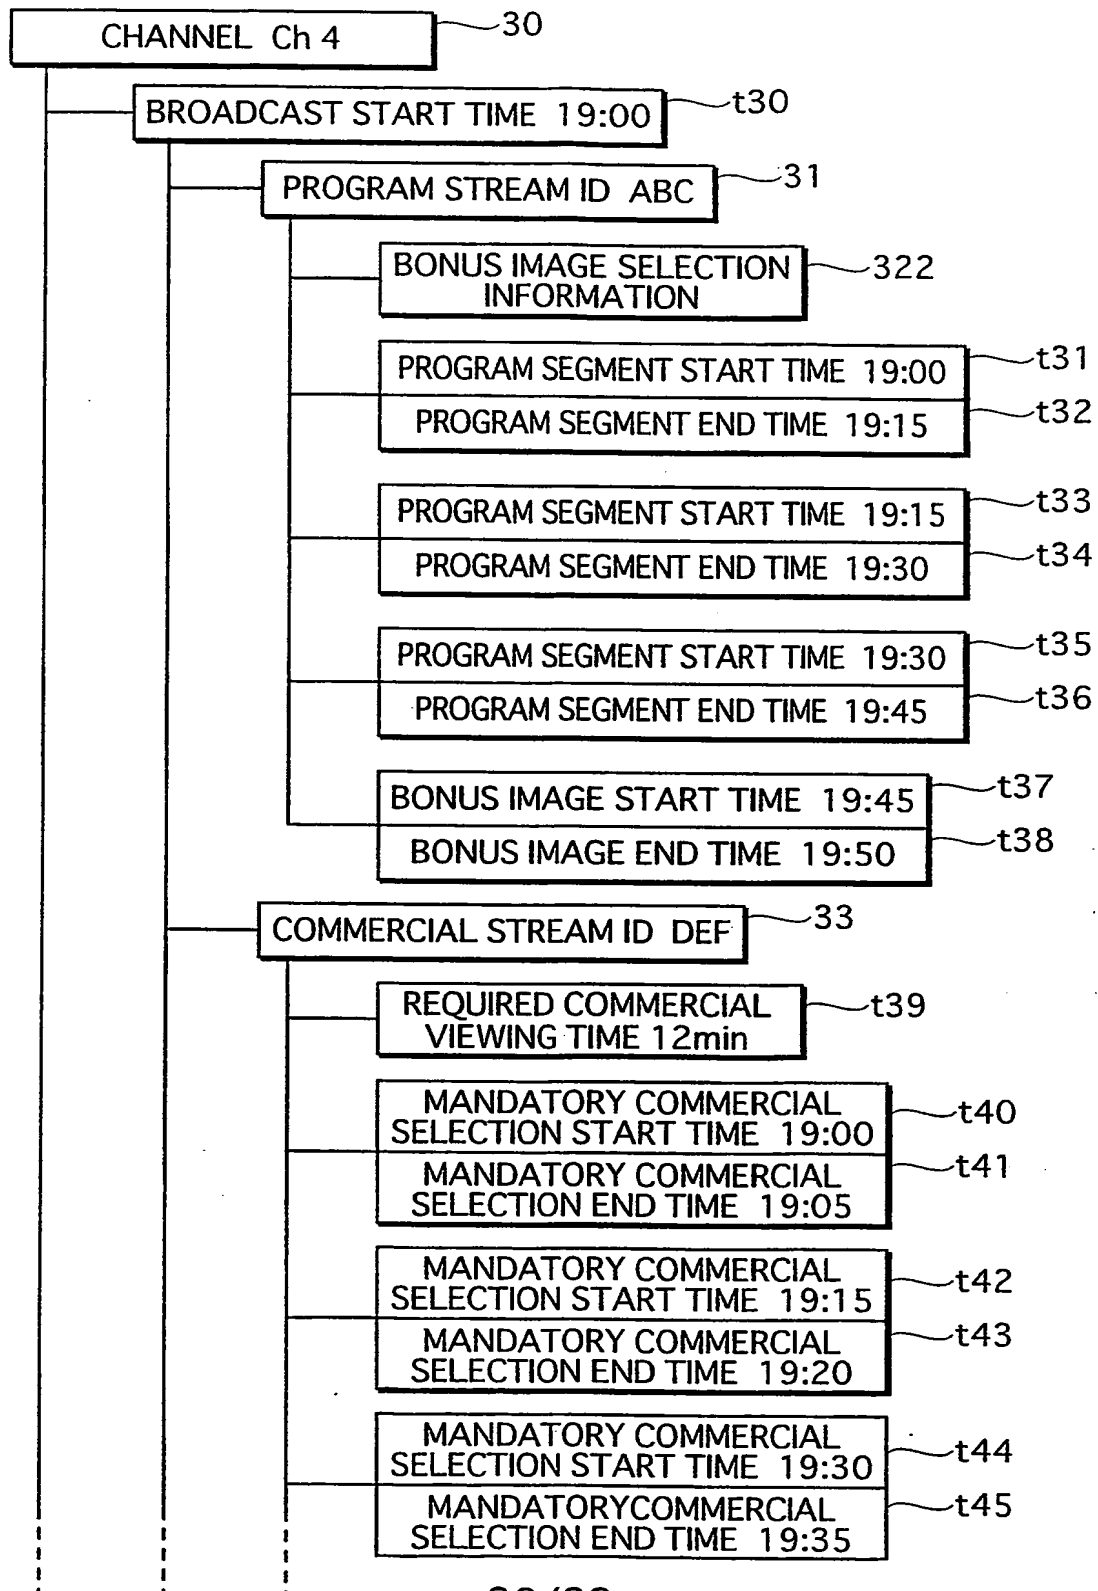 CHANNEL Ch 4
30
BROADCAST START TIME 19:00
t30
PROGRAM STREAM ID ABC
31
BONUS IMAGE SELECTION
INFORMATION
322
PROGRAM SEGMENT START TIME 19:00
t31
PROGRAM SEGMENT END TIME 19:15
t32
PROGRAM SEGMENT START TIME 19:15
t33
PROGRAM SEGMENT END TIME 19:30
t34
PROGRAM SEGMENT START TIME 19:30
t35
PROGRAM SEGMENT END TIME 19:45
t36
BONUS IMAGE START TIME 19:45
t37
BONUS IMAGE END TIME 19:50
t38
COMMERCIAL STREAM ID DEF
33
REQUIRED COMMERCIAL
VIEWING TIME 12min
t39
MANDATORY COMMERCIAL
SELECTION START TIME 19:00
t40
MANDATORY COMMERCIAL
SELECTION END TIME 19:05
t41
MANDATORY COMMERCIAL
SELECTION START TIME 19:15
t42
MANDATORY COMMERCIAL
SELECTION END TIME 19:20
t43
MANDATORY COMMERCIAL
SELECTION START TIME 19:30
t44
MANDATORYCOMMERCIAL
SELECTION END TIME 19:35
t45